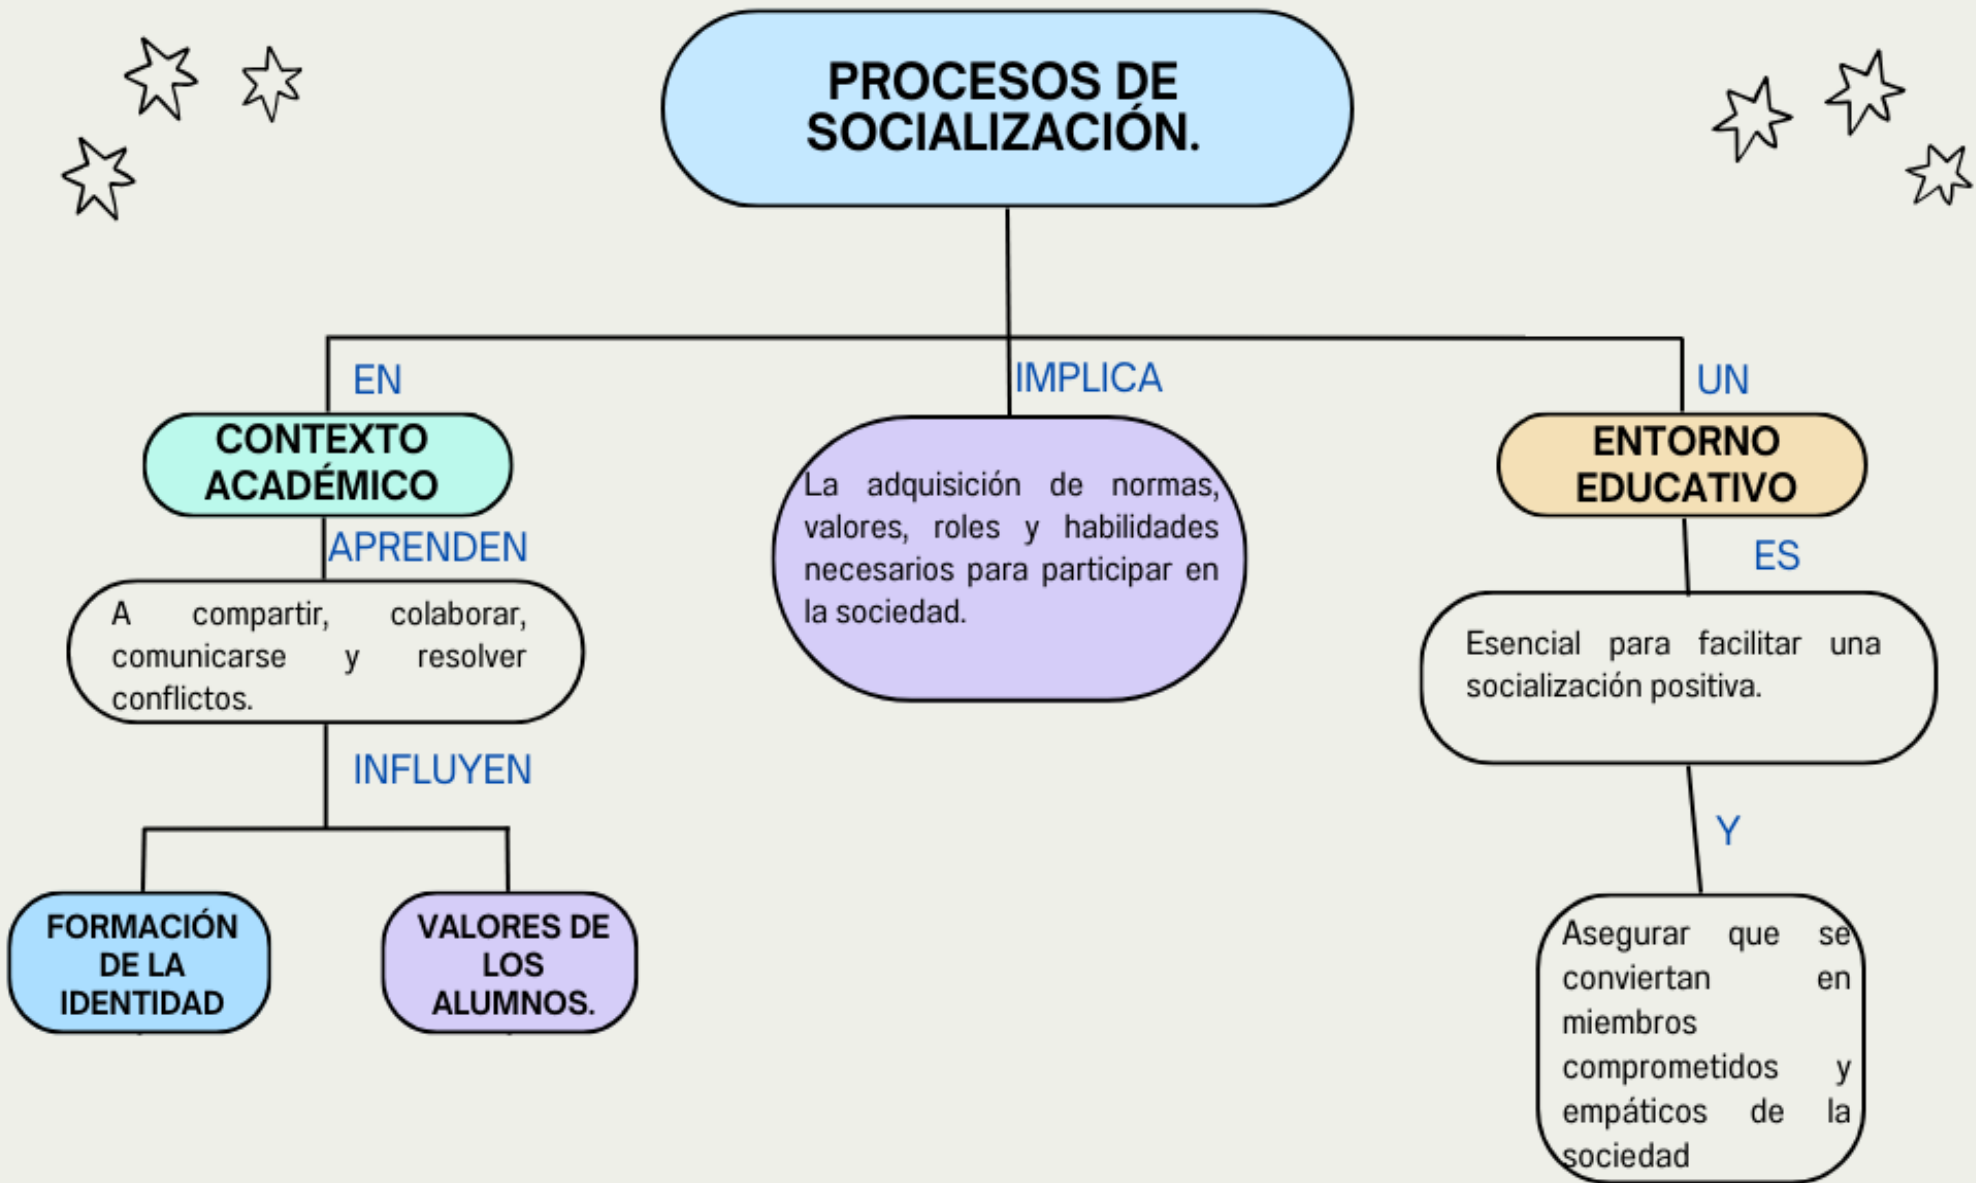 PROCESOS DE
SOCIALIZACIÓN.
EN
IMPLICA
UN
CONTEXTO
ACADÉMICO
ENTORNO
EDUCATIVO
La adquisición de normas,
valores, roles y habilidades
necesarios para participar en
la sociedad.
APRENDEN
ES
A compartir, colaborar,
comunicarse y resolver
conflictos.
Esencial para facilitar una
socialización positiva.
INFLUYEN
Y
FORMACIÓN
DE LA
IDENTIDAD
VALORES DE
LOS
ALUMNOS.
Asegurar que se
conviertan en
miembros
comprometidos y
empáticos de la
sociedad